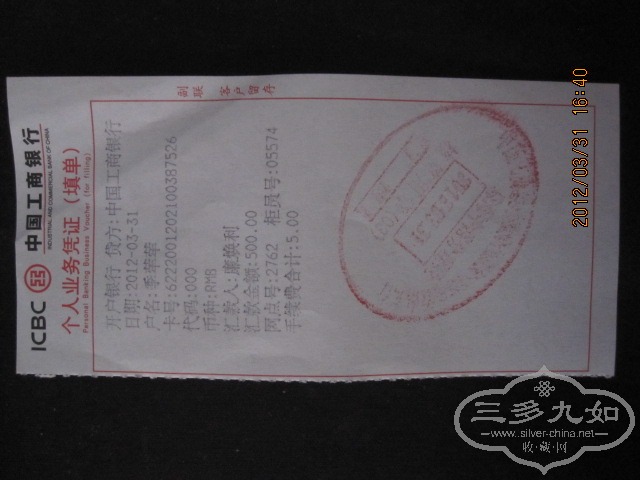 ICBC 中国工商银行
INDUSTRIAL AND COMMERCIAL BANK OF CHINA
个人业务凭证（填单）
Personal Banking Business Voucher (for filling)
副联 客户留存
开户银行 贷方:中国工商银行
日期:2012-03-31
户名:季苹苹
卡号:6222001202100387526
代码:000
币种:RMB
汇款人:廖焕利
汇款金额:500.00
网点号:2762 柜员号:05574
手续费合计:5.00
2012/03/31 16:40
三多九如
www.silver-china.net
收·藏·网